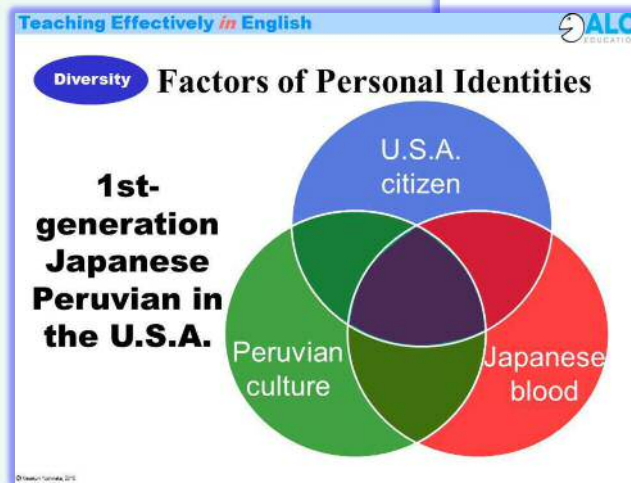 Teaching Effectively in English
ALC
EDUCATION
Diversity
Factors of Personal Identities
1st-
generation
Japanese
Peruvian in
the U.S.A.
U.S.A.
citizen
Peruvian
culture
Japanese
blood